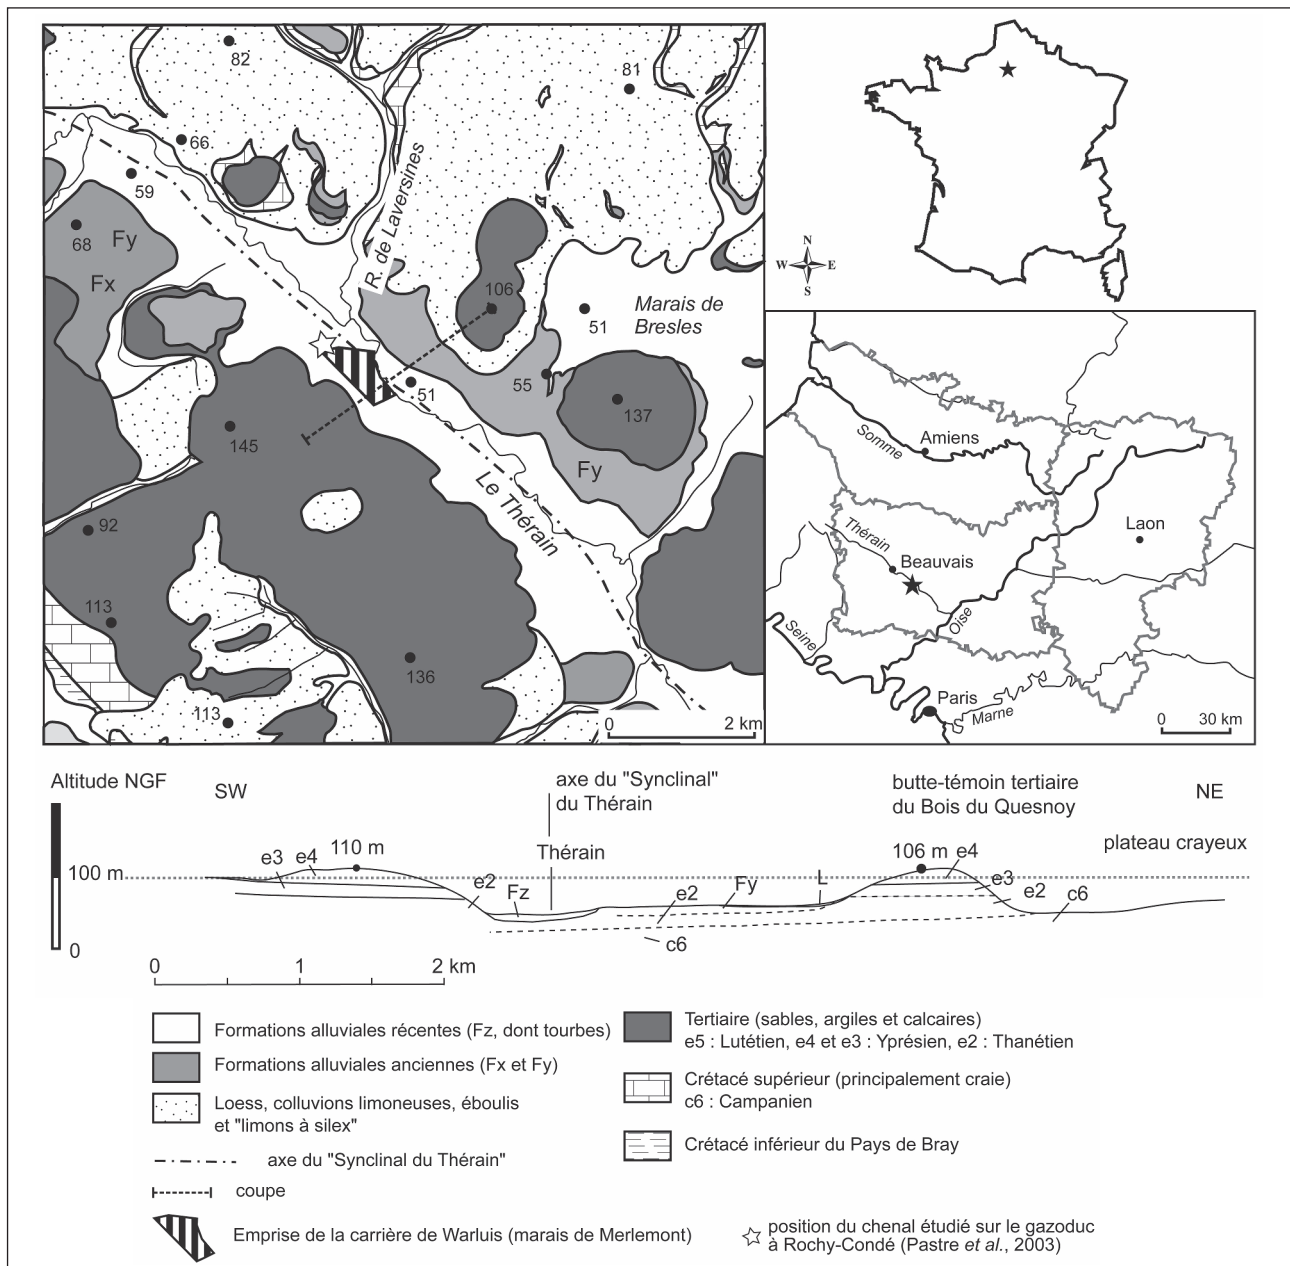 82
81
66
59
68
Fy
Fx
R. de Laversines
106
Marais de
Bresles
51
55
51
137
145
Fy
Le Thérain
92
113
136
113
0 2 km
N
W E
S
Somme
Amiens
Laon
Thérain
Beauvais
Oise
Seine
Paris
Marne
0 30 km
Altitude NGF
SW
axe du "Synclinal"
du Thérain
butte-témoin tertiaire
du Bois du Quesnoy
NE
plateau crayeux
110 m
Thérain
106 m
e3 e4
e4
100 m
e2
Fz
e2
Fy
L
e3
e2
c6
c6
0
0 1 2 km
Formations alluviales récentes (Fz, dont tourbes)
Formations alluviales anciennes (Fx et Fy)
Loess, colluvions limoneuses, éboulis
et "limons à silex"
axe du "Synclinal du Thérain"
coupe
Emprise de la carrière de Warluis (marais de Merlemont)
Tertiaire (sables, argiles et calcaires)
e5 : Lutétien, e4 et e3 : Yprésien, e2 : Thanétien
Crétacé supérieur (principalement craie)
c6 : Campanien
Crétacé inférieur du Pays de Bray
position du chenal étudié sur le gazoduc
à Rochy-Condé (Pastre et al., 2003)